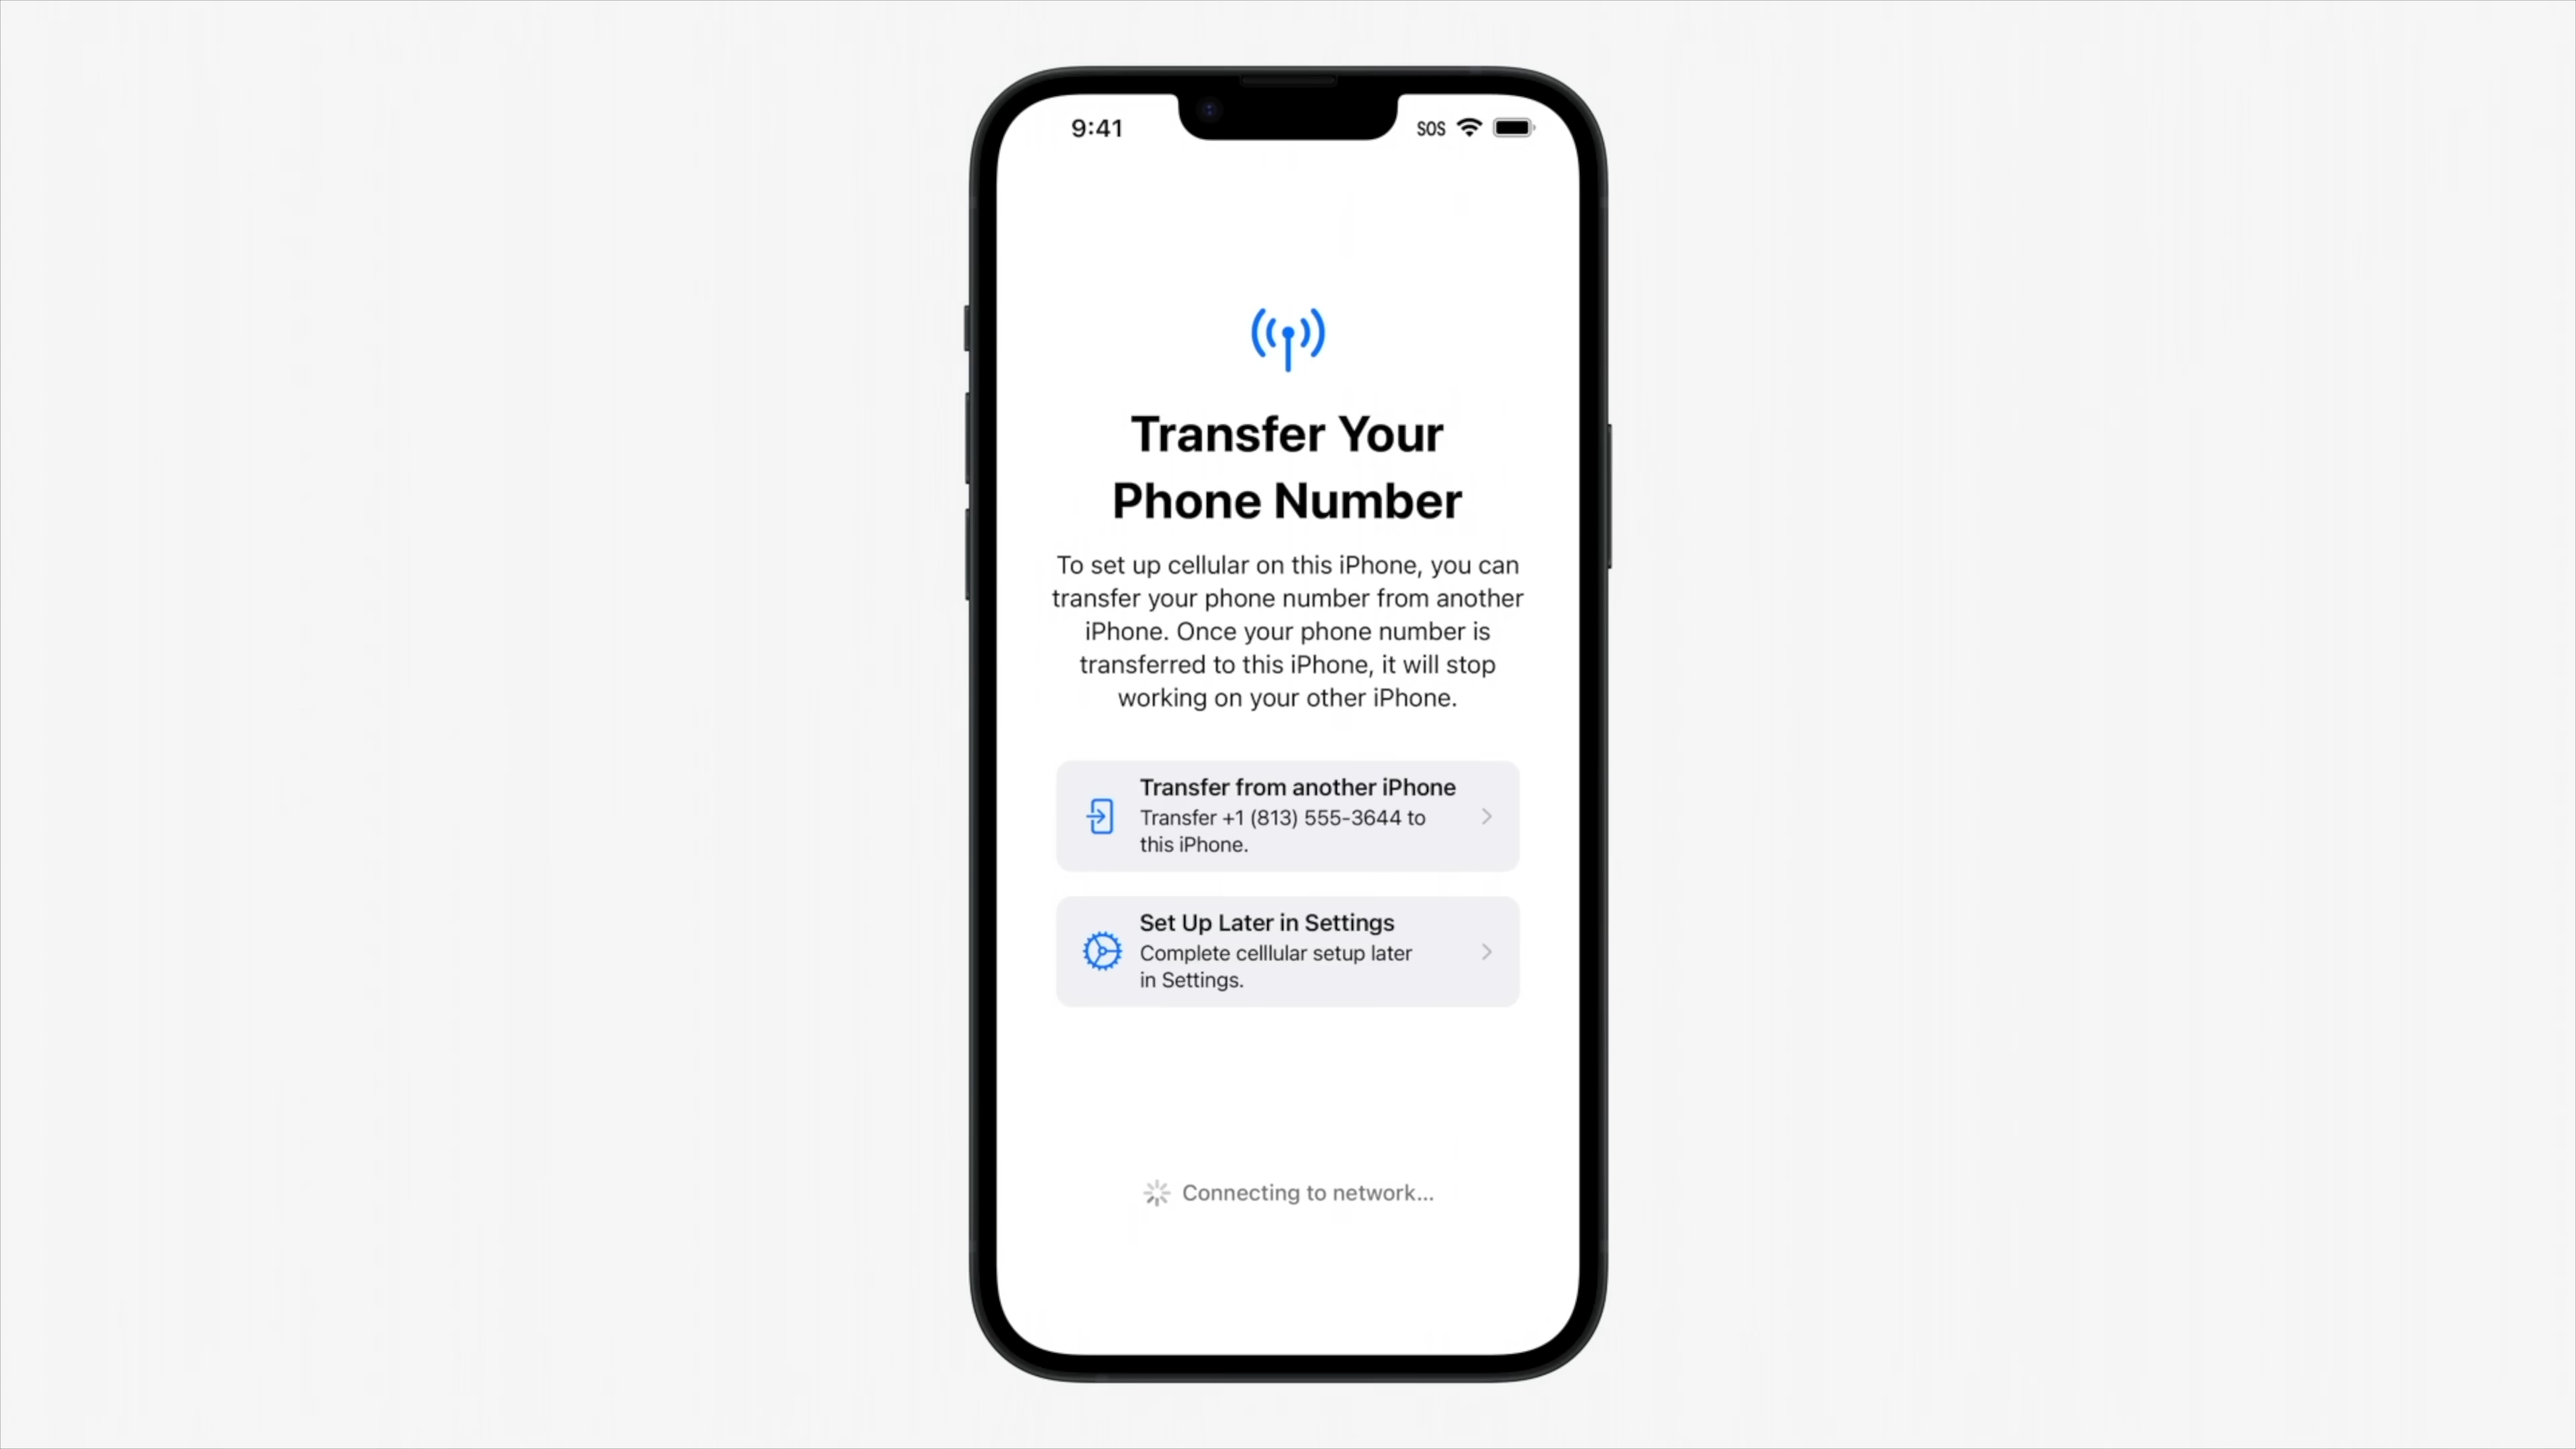 9:41
SOS
Transfer Your
Phone Number
To set up cellular on this iPhone, you can
transfer your phone number from another
iPhone. Once your phone number is
transferred to this iPhone, it will stop
working on your other iPhone.
Transfer from another iPhone
Transfer +1 (813) 555-3644 to
this iPhone.
Set Up Later in Settings
Complete celllular setup later
in Settings.
Connecting to network...